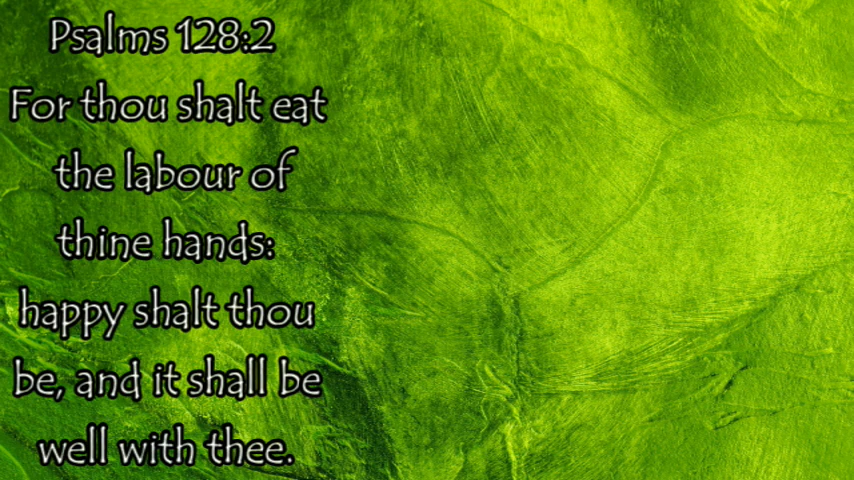 Psalms 128:2
For thou shalt eat
the labour of
thine hands:
happy shalt thou
be, and it shall be
well with thee.